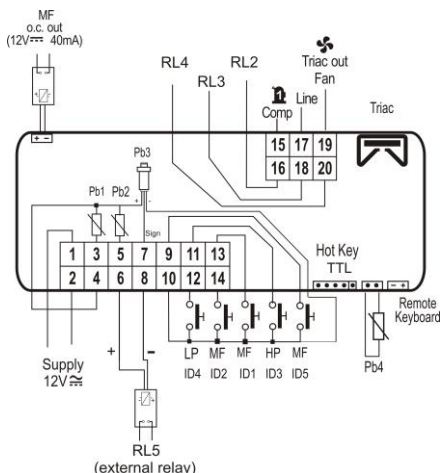 MF
o.c. out
(12V⎓ 40mA)
RL4
RL3
RL2
1
Comp
Line
Triac out
Fan
Triac
+ -
15 17 19
16 18 20
Pb3
Pb1
Pb2
+ -
Sign
1 3 5 7 9 11 13
2 4 6 8 10 12 14
Hot Key
TTL
- +
Remote
Keyboard
Supply
12V
+ -
LP MF MF HP MF
ID4 ID2 ID1 ID3 ID5
Pb4
RL5
(external relay)